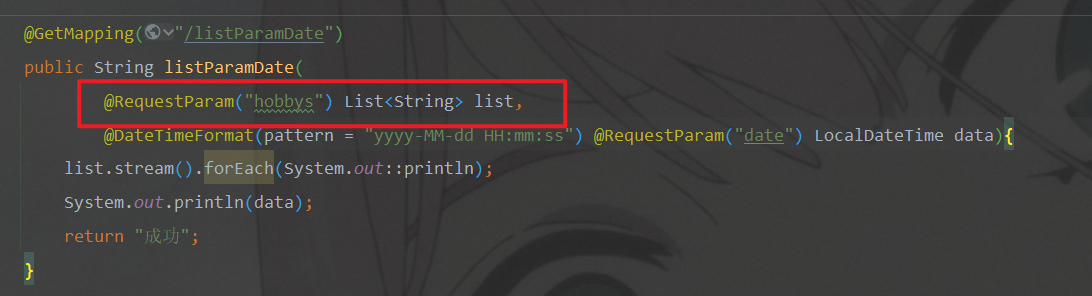 @GetMapping("/listParamDate")
public String listParamDate(
@RequestParam("hobbys") List<String> list,
@DateTimeFormat(pattern = "yyyy-MM-dd HH:mm:ss") @RequestParam("date") LocalDateTime data){
list.stream().forEach(System.out::println);
System.out.println(data);
return "成功";
}